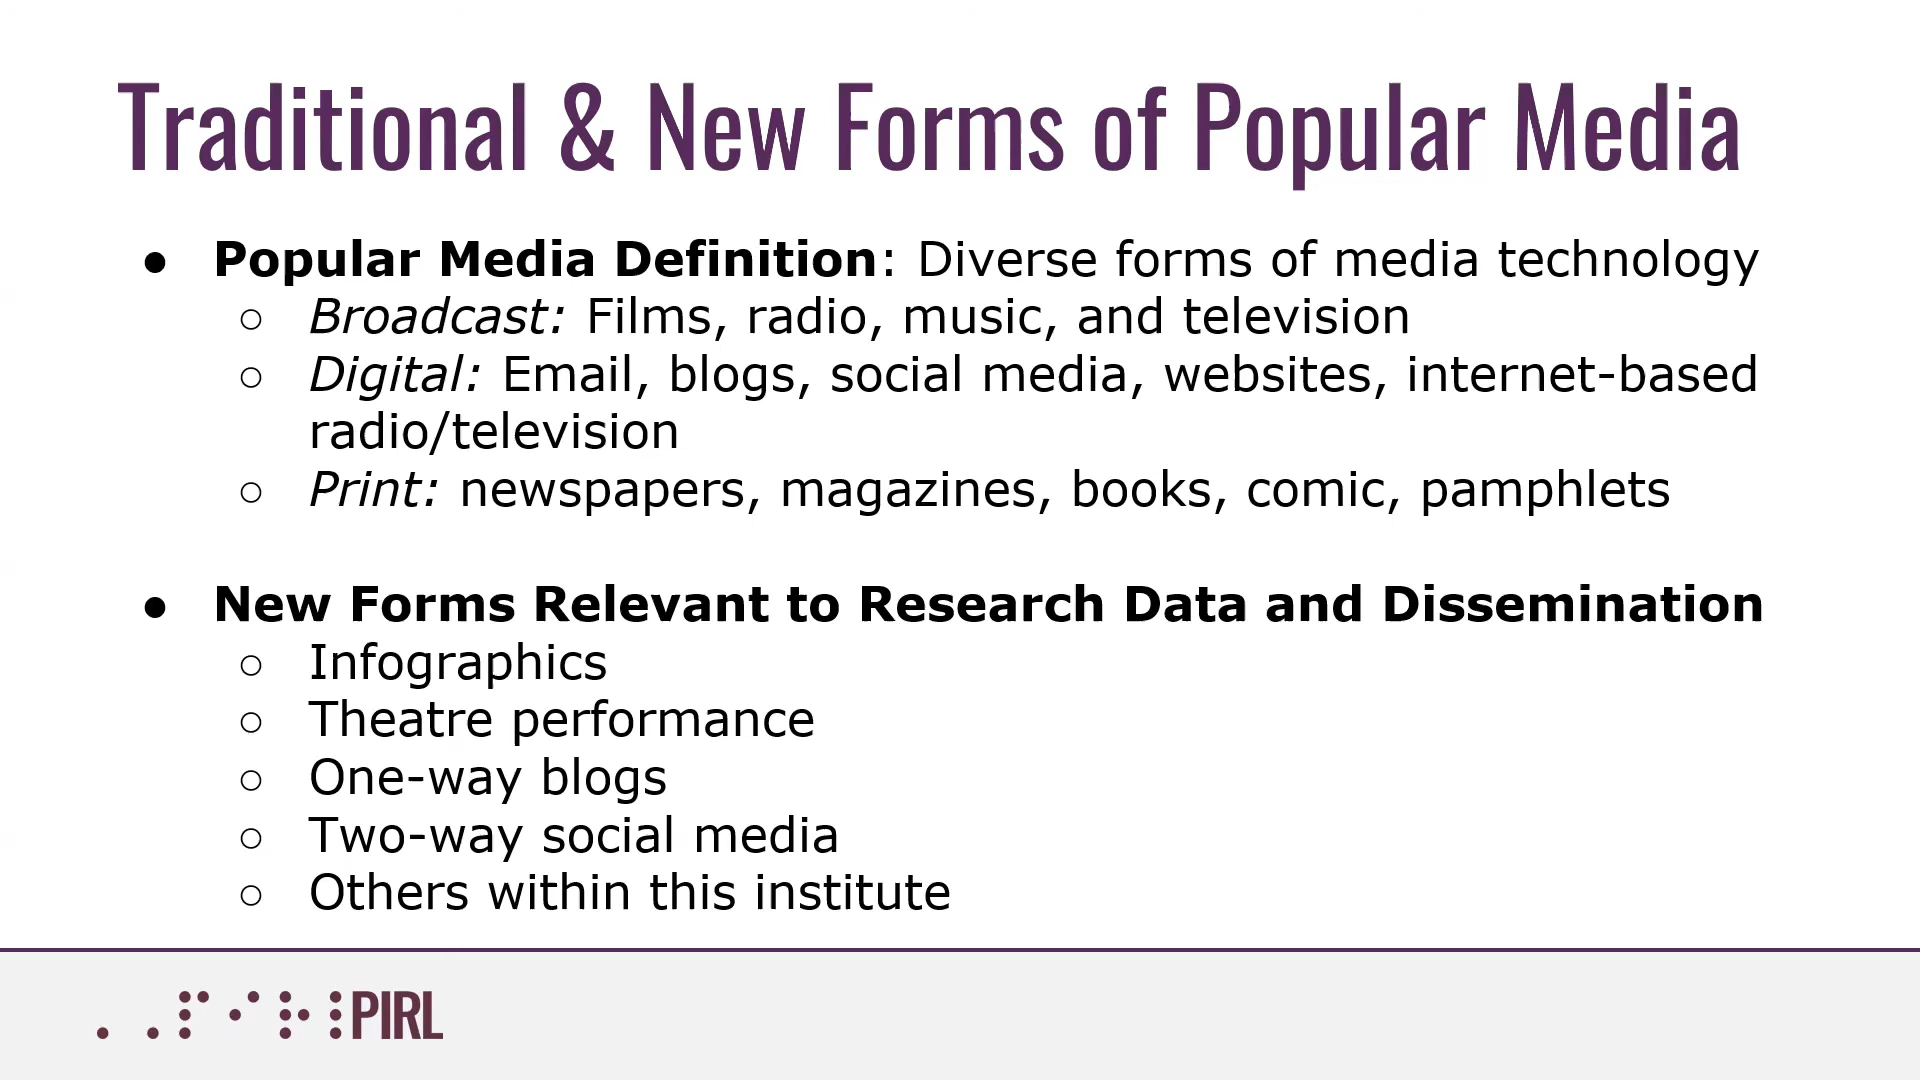 Traditional & New Forms of Popular Media
● Popular Media Definition: Diverse forms of media technology
○ Broadcast: Films, radio, music, and television
○ Digital: Email, blogs, social media, websites, internet-based
radio/television
○ Print: newspapers, magazines, books, comic, pamphlets
● New Forms Relevant to Research Data and Dissemination
○ Infographics
○ Theatre performance
○ One-way blogs
○ Two-way social media
○ Others within this institute
⠠⠠⠏⠊⠗⠇PIRL